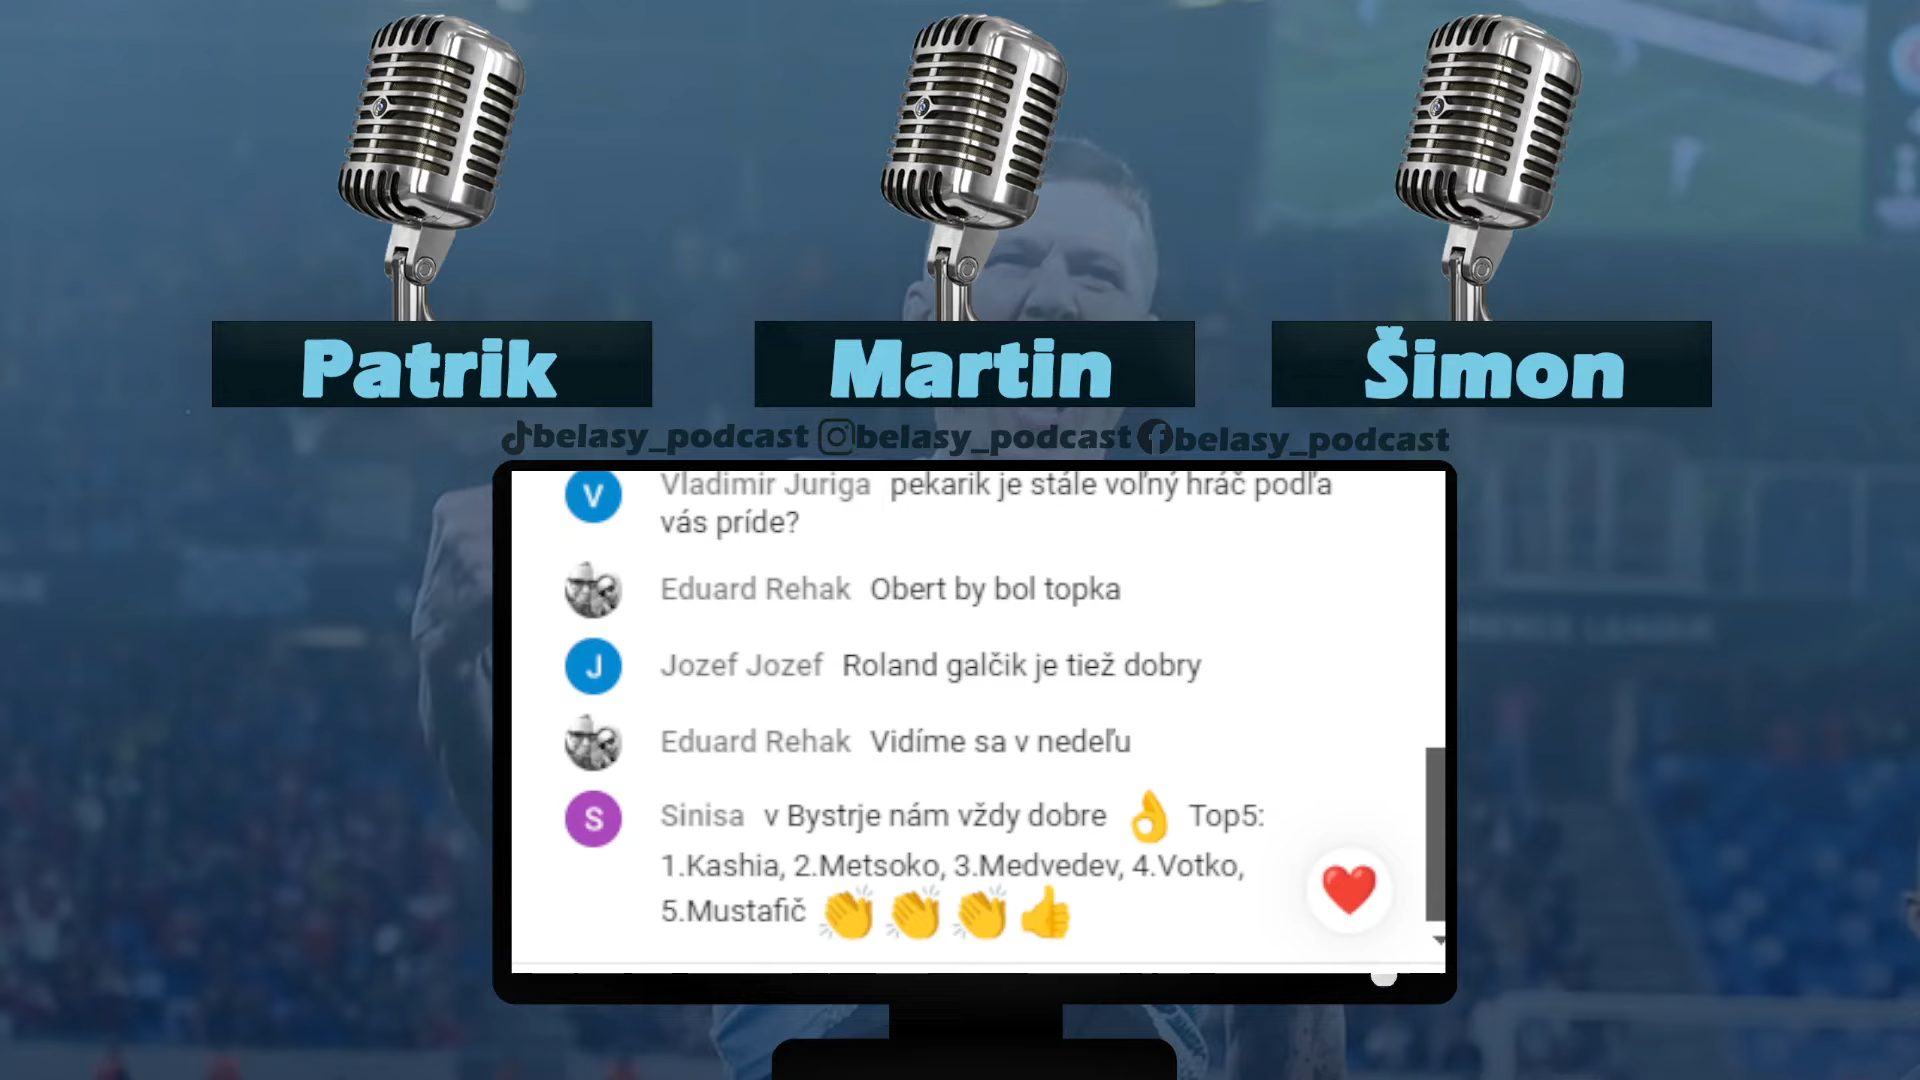 Patrik
Martin
Šimon
belasy_podcast belasy_podcast belasy_podcast
V Vladimir Juriga pekarik je stále voľný hráč podľa
vás príde?
Eduard Rehak Obert by bol topka
J Jozef Jozef Roland galčik je tiež dobry
Eduard Rehak Vidíme sa v nedeľu
S Sinisa v Bystrje nám vždy dobre 👌 Top5:
1.Kashia, 2.Metsoko, 3.Medvedev, 4.Votko,
5.Mustafič 👏 👏 👏 👍